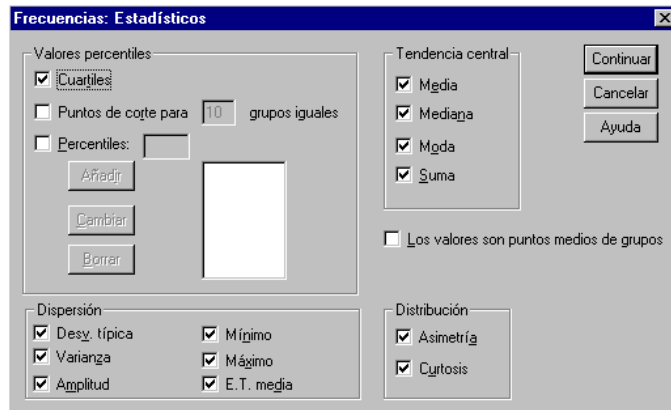 Frecuencias: Estadísticos
Valores percentiles
Cuartiles
Puntos de corte para 10 grupos iguales
Percentiles:
Añadir
Cambiar
Borrar
Tendencia central
Media
Mediana
Moda
Suma
Continuar
Cancelar
Ayuda
Los valores son puntos medios de grupos
Dispersión
Desv. típica
Varianza
Amplitud
Mínimo
Máximo
E.T. media
Distribución
Asimetría
Curtosis